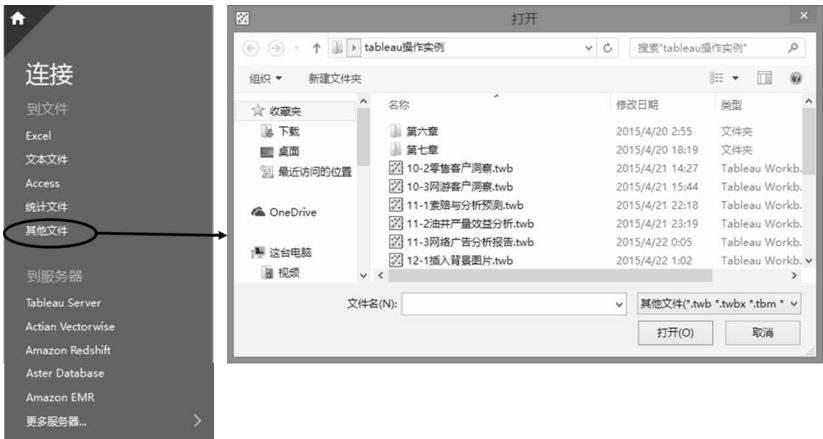 连接
到文件
Excel
文本文件
Access
统计文件
其他文件
到服务器
Tableau Server
Actian Vectorwise
Amazon Redshift
Aster Database
Amazon EMR
更多服务器...
打开
tableau操作实例
搜索"tableau操作实例"
组织 新建文件夹
收藏夹
下载
桌面
最近访问的位置
OneDrive
这台电脑
视频
名称 修改日期 类型
第六章 2015/4/20 2:55 文件夹
第七章 2015/4/20 18:19 文件夹
10-2零售客户洞察.twb 2015/4/21 14:27 Tableau Workb.
10-3网游客户洞察.twb 2015/4/21 15:44 Tableau Workb.
11-1索赔与分析预测.twb 2015/4/21 22:18 Tableau Workb.
11-2油井产量效益分析.twb 2015/4/21 23:19 Tableau Workb.
11-3网络广告分析报告.twb 2015/4/22 0:05 Tableau Workb.
12-1插入背景图片.twb 2015/4/22 1:02 Tableau Workb.
文件名(N): 其他文件(*.twb *.twbx *.tbm *
打开(O) 取消